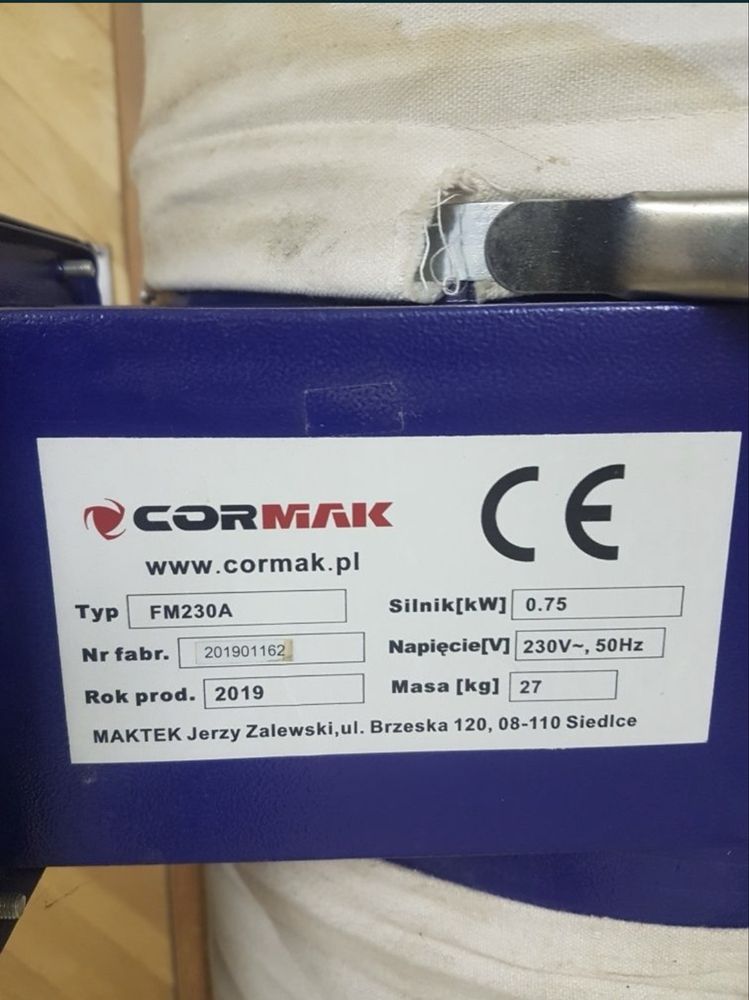 CORMAK
CE
www.cormak.pl
Typ FM230A
Silnik[kW] 0.75
Nr fabr. 201901162
Napięcie[V] 230V~, 50Hz
Rok prod. 2019
Masa [kg] 27
MAKTEK Jerzy Zalewski,ul. Brzeska 120, 08-110 Siedlce